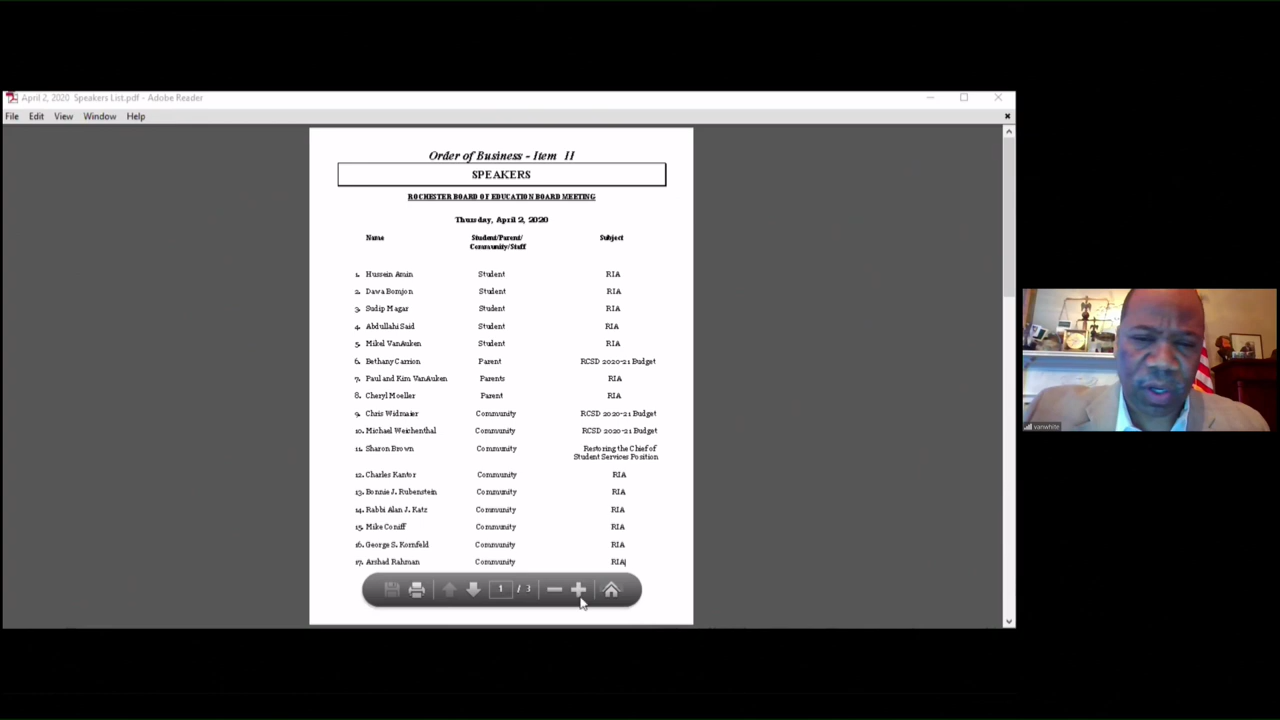 April 2, 2020 Speakers List.pdf - Adobe Reader
File Edit View Window Help
Order of Business - Item II
SPEAKERS
ROCHESTER BOARD OF EDUCATION BOARD MEETING
Thursday, April 2, 2020
Name Student/Parent/ Subject
Community/Staff
1. Hussein Amin Student RIA
2. Dawa Bomjon Student RIA
3. Sudip Magar Student RIA
4. Abdullahi Said Student RIA
5. Mikel VanAuken Student RIA
6. Bethany Carrion Parent RCSD 2020-21 Budget
7. Paul and Kim VanAuken Parents RIA
8. Cheryl Moeller Parent RIA
9. Chris Widmaier Community RCSD 2020-21 Budget
10. Michael Weichenthal Community RCSD 2020-21 Budget
11. Sharon Brown Community Restoring the Chief of
Student Services Position
12. Charles Kantor Community RIA
13. Bonnie J. Rubenstein Community RIA
14. Rabbi Alan J. Katz Community RIA
15. Mike Coniff Community RIA
16. George S. Kornfeld Community RIA
17. Arshad Rahman Community RIA
1 / 3
vanwhite